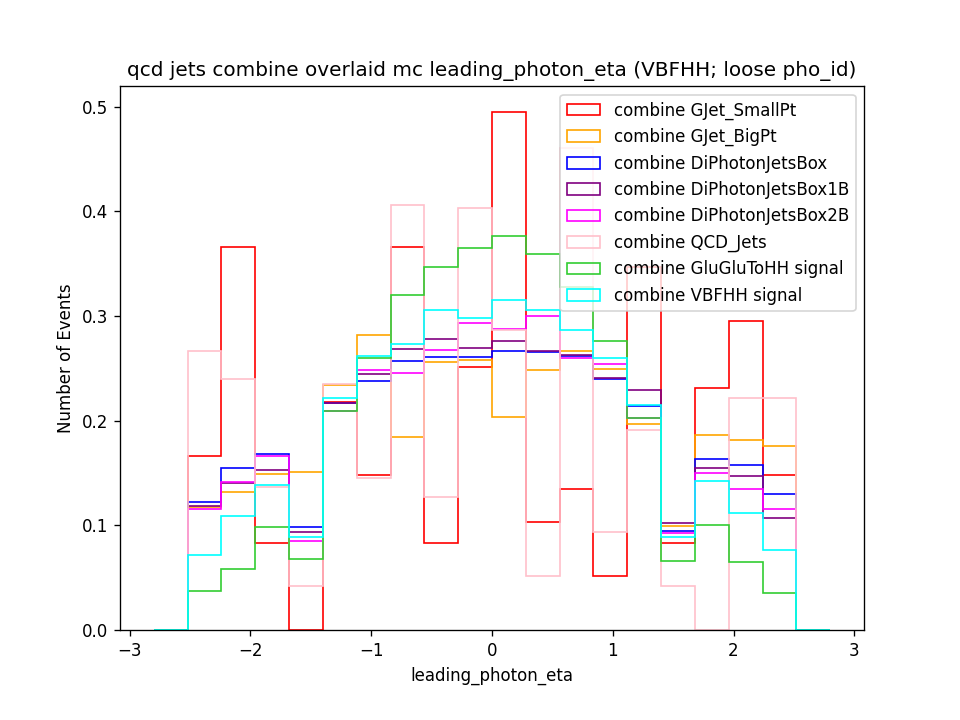 qcd jets combine overlaid mc leading_photon_eta (VBFHH; loose pho_id)
Number of Events
0.5
0.4
0.3
0.2
0.1
0.0
combine GJet_SmallPt
combine GJet_BigPt
combine DiPhotonJetsBox
combine DiPhotonJetsBox1B
combine DiPhotonJetsBox2B
combine QCD_Jets
combine GluGluToHH signal
combine VBFHH signal
−3 −2 −1 0 1 2 3
leading_photon_eta